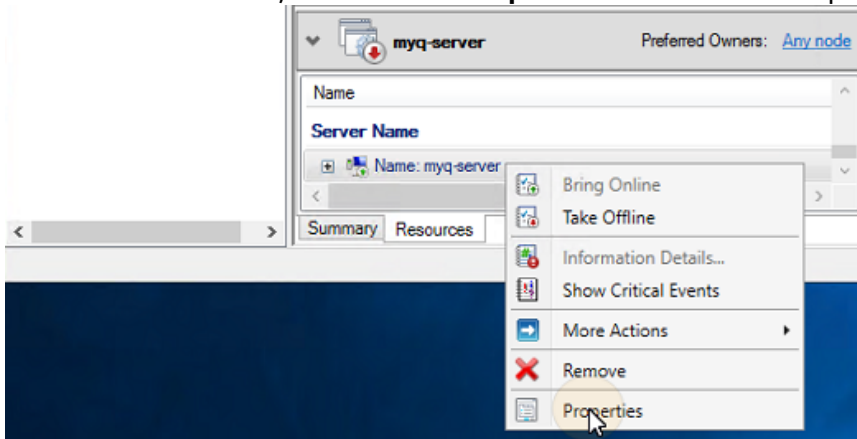 myq-server Preferred Owners: Any node
Name
Server Name
Name: myq-server
Bring Online
Take Offline
Summary Resources
Information Details...
Show Critical Events
More Actions
Remove
Properties